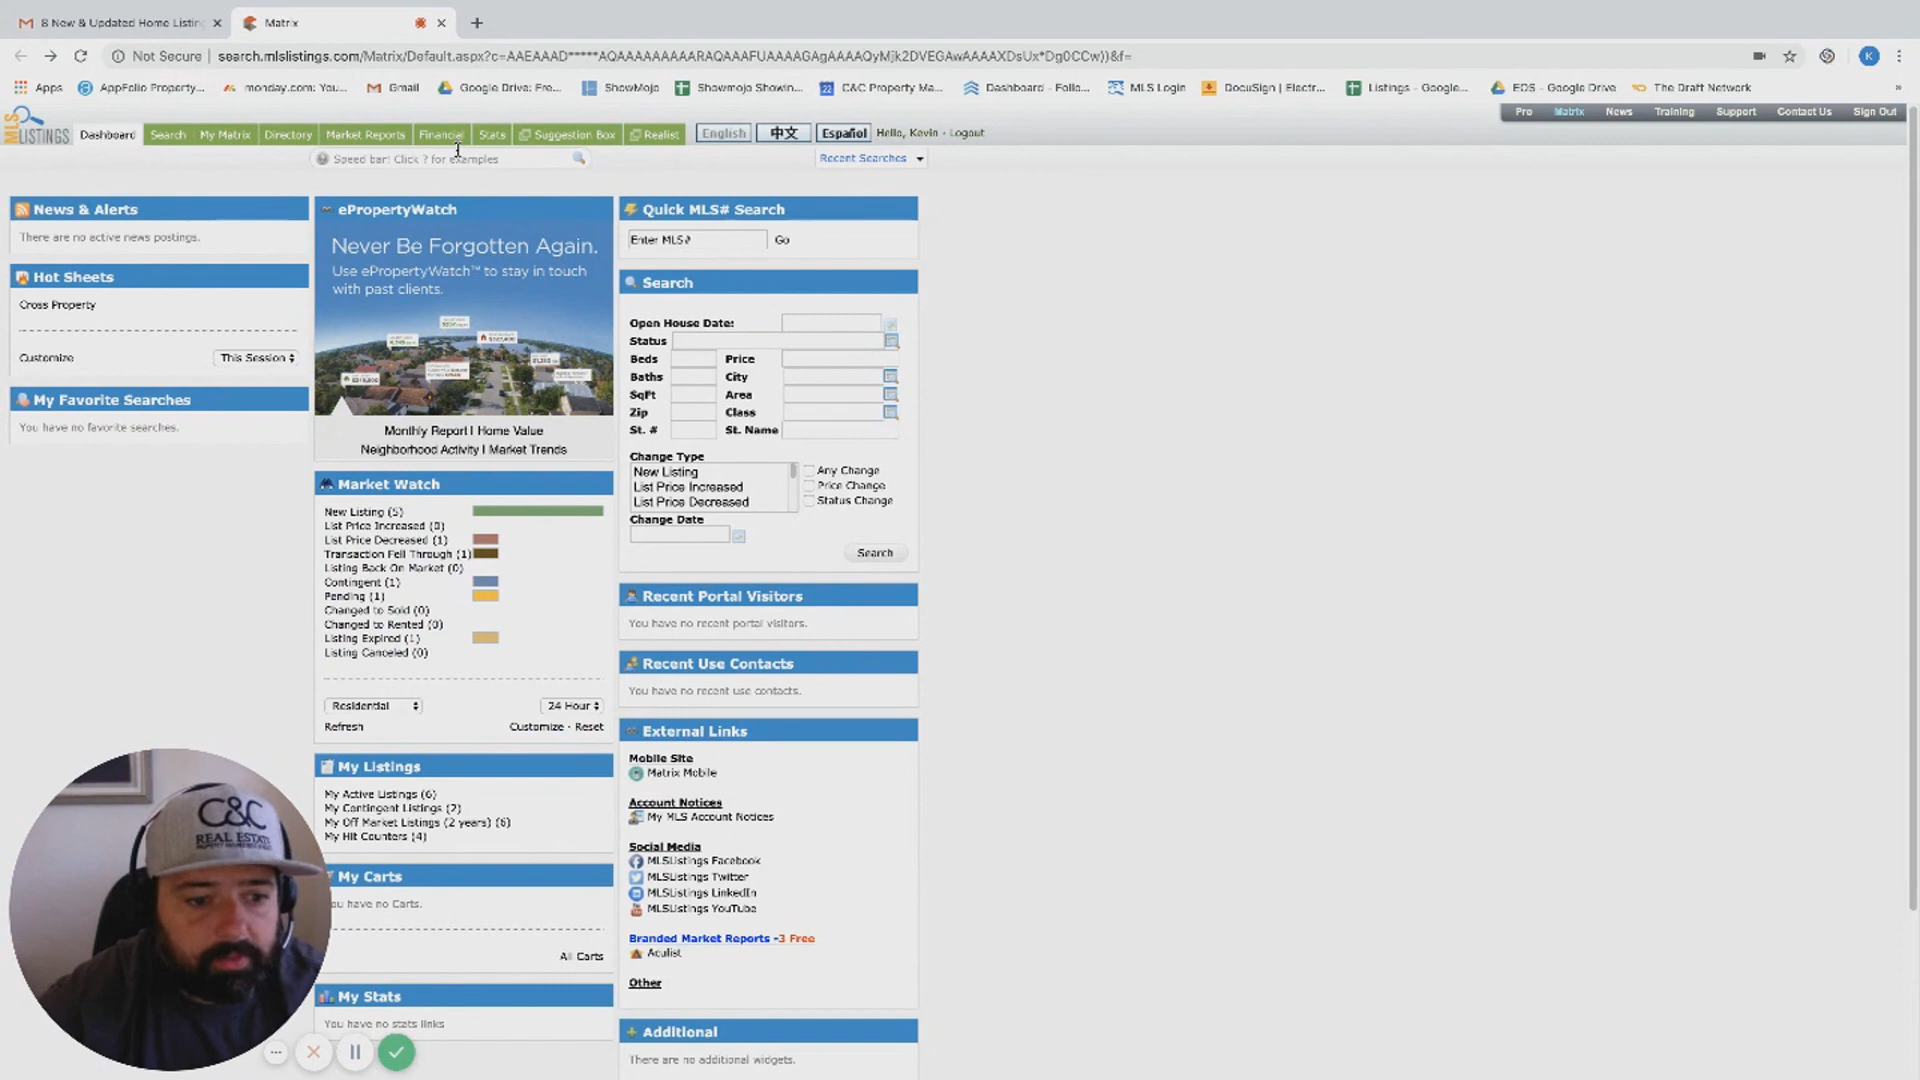 8 New & Updated Home Listin
Matrix
Not Secure
search.mlslistings.com/Matrix/Default.aspx?c=AAEAAAD*****AQAAAAAAAAARAQAAAFUAAAAGAgAAAAQyMjk2DVEGAwAAAAXDsUx*Dg0CCw))&f=
K
Apps
AppFolio Property...
monday.com: You...
Gmail
Google Drive: Fre...
ShowMojo
Showmojo Showin...
C&C Property Ma...
Dashboard - Follo...
MLS Login
DocuSign | Electr...
Listings - Google...
EOS - Google Drive
The Draft Network
»
Pro
Matrix
News
Training
Support
Contact Us
Sign Out
MLS
LISTINGS
Dashboard
Search
My Matrix
Directory
Market Reports
Financial
Stats
Suggestion Box
Realist
English
中文
Español
Hello, Kevin - Logout
Speed bar! Click ? for examples
Recent Searches
News & Alerts
There are no active news postings.
Hot Sheets
Cross Property
Customize
This Session
My Favorite Searches
You have no favorite searches.
ePropertyWatch
Never Be Forgotten Again.
Use ePropertyWatch™ to stay in touch
with past clients.
Monthly Report | Home Value
Neighborhood Activity | Market Trends
Market Watch
New Listing (5)
List Price Increased (0)
List Price Decreased (1)
Transaction Fell Through (1)
Listing Back On Market (0)
Contingent (1)
Pending (1)
Changed to Sold (0)
Changed to Rented (0)
Listing Expired (1)
Listing Canceled (0)
Residential
24 Hour
Refresh
Customize - Reset
My Listings
My Active Listings (6)
My Contingent Listings (2)
My Off Market Listings (2 years) (6)
My Hit Counters (4)
My Carts
You have no Carts.
All Carts
My Stats
You have no stats links
Quick MLS# Search
Enter MLS#
Go
Search
Open House Date:
Status
Beds
Price
Baths
City
SqFt
Area
Zip
Class
St. #
St. Name
Change Type
New Listing
List Price Increased
List Price Decreased
Any Change
Price Change
Status Change
Change Date
Search
Recent Portal Visitors
You have no recent portal visitors.
Recent Use Contacts
You have no recent use contacts.
External Links
Mobile Site
Matrix Mobile
Account Notices
My MLS Account Notices
Social Media
MLSListings Facebook
MLSListings Twitter
MLSListings LinkedIn
MLSListings YouTube
Branded Market Reports -3 Free
Aculist
Other
Additional
There are no additional widgets.
C&C
REAL ESTATE